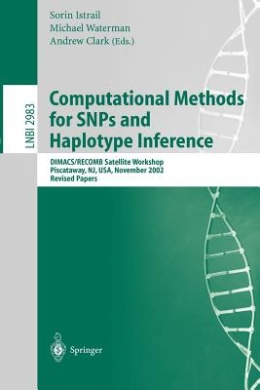 Sorin Istrail
Michael Waterman
Andrew Clark (Eds.)
LNBI 2983
Computational Methods
for SNPs and
Haplotype Inference
DIMACS/RECOMB Satellite Workshop
Piscataway, NJ, USA, November 2002
Revised Papers
Springer